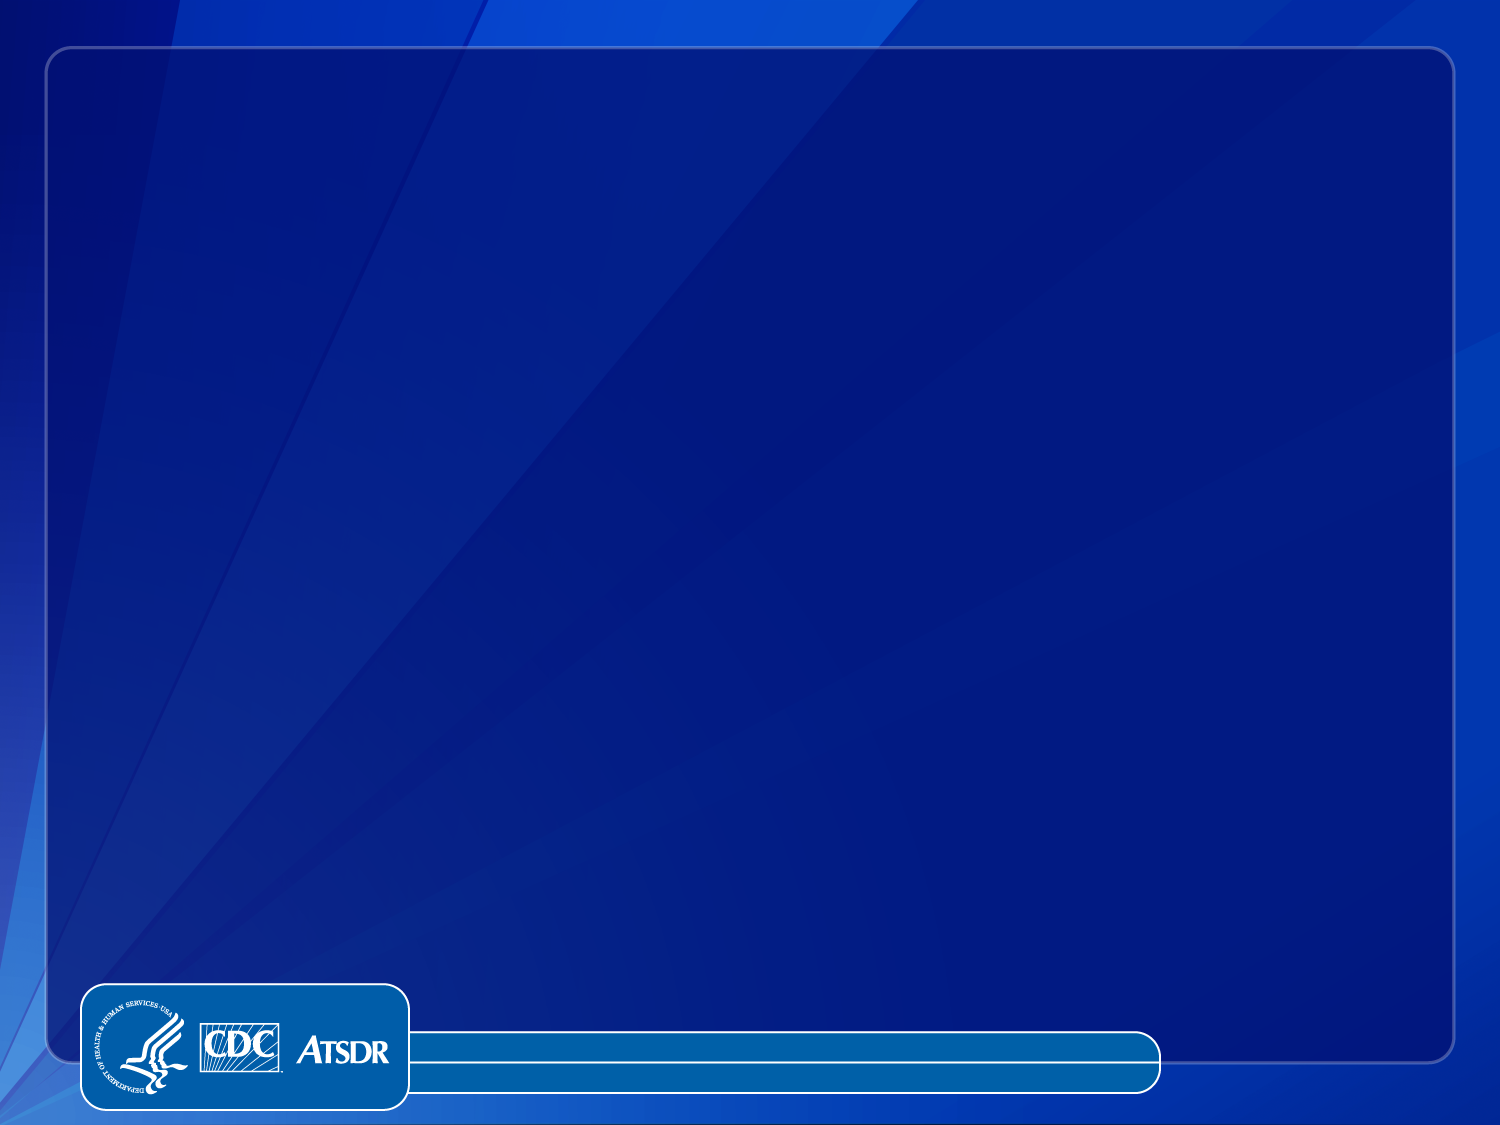 DEPARTMENT OF HEALTH & HUMAN SERVICES·USA
CDC
ATSDR